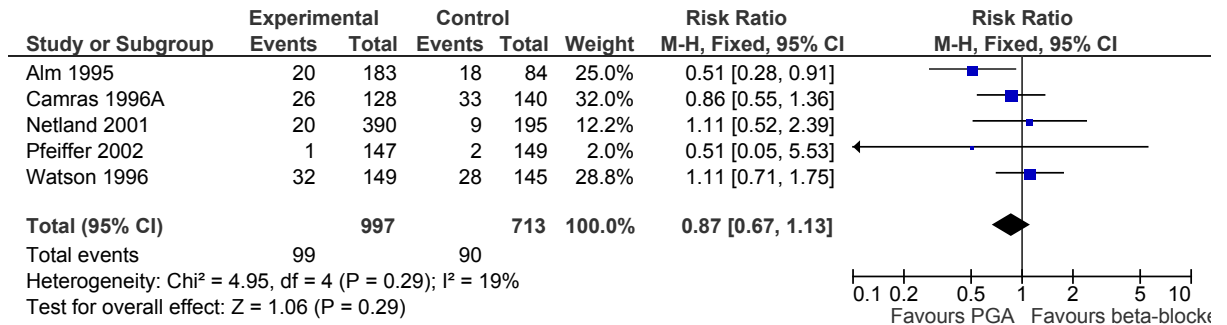 Experimental Control Risk Ratio Risk Ratio
Study or Subgroup Events Total Events Total Weight M-H, Fixed, 95% CI M-H, Fixed, 95% CI
Alm 1995 20 183 18 84 25.0% 0.51 [0.28, 0.91]
Camras 1996A 26 128 33 140 32.0% 0.86 [0.55, 1.36]
Netland 2001 20 390 9 195 12.2% 1.11 [0.52, 2.39]
Pfeiffer 2002 1 147 2 149 2.0% 0.51 [0.05, 5.53]
Watson 1996 32 149 28 145 28.8% 1.11 [0.71, 1.75]
Total (95% CI) 997 713 100.0% 0.87 [0.67, 1.13]
Total events 99 90
Heterogeneity: Chi² = 4.95, df = 4 (P = 0.29); I² = 19%
Test for overall effect: Z = 1.06 (P = 0.29)
0.1 0.2 0.5 1 2 5 10
Favours PGA Favours beta-blocke